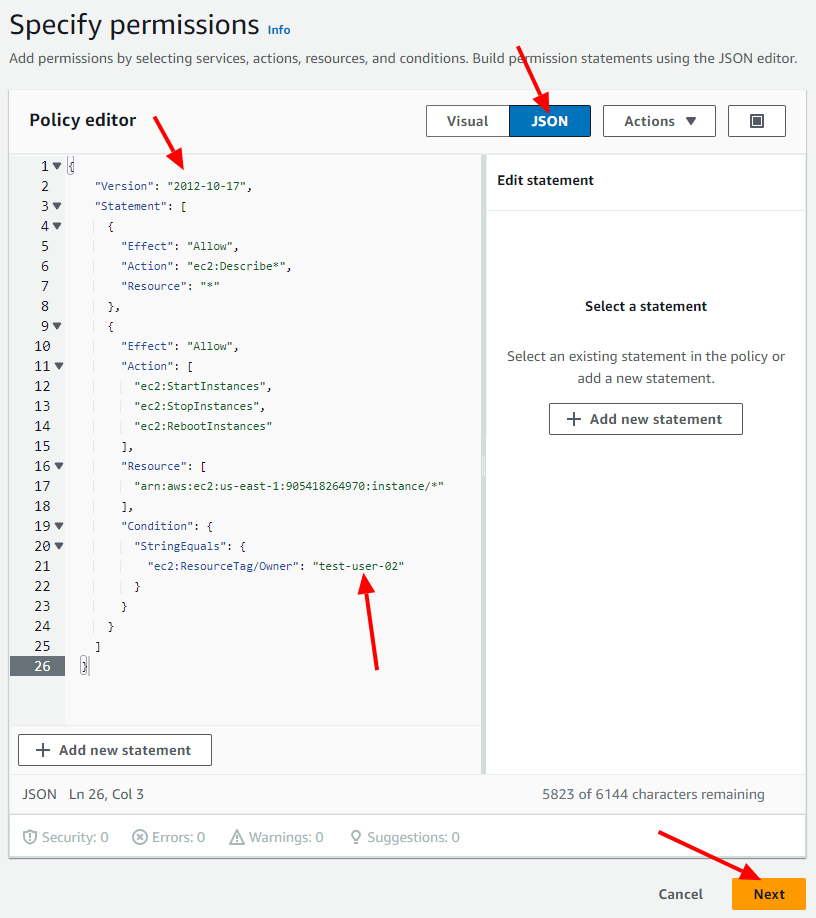 Specify permissions Info
Add permissions by selecting services, actions, resources, and conditions. Build permission statements using the JSON editor.
Policy editor
Visual
JSON
Actions
1 {
2 "Version": "2012-10-17",
3 "Statement": [
4 {
5 "Effect": "Allow",
6 "Action": "ec2:Describe*",
7 "Resource": "*"
8 },
9 {
10 "Effect": "Allow",
11 "Action": [
12 "ec2:StartInstances",
13 "ec2:StopInstances",
14 "ec2:RebootInstances"
15 ],
16 "Resource": [
17 "arn:aws:ec2:us-east-1:905418264970:instance/*"
18 ],
19 "Condition": {
20 "StringEquals": {
21 "ec2:ResourceTag/Owner": "test-user-02"
22 }
23 }
24 }
25 ]
26 }
Edit statement
Select a statement
Select an existing statement in the policy or
add a new statement.
+ Add new statement
+ Add new statement
JSON Ln 26, Col 3
5823 of 6144 characters remaining
Security: 0
Errors: 0
Warnings: 0
Suggestions: 0
Cancel
Next